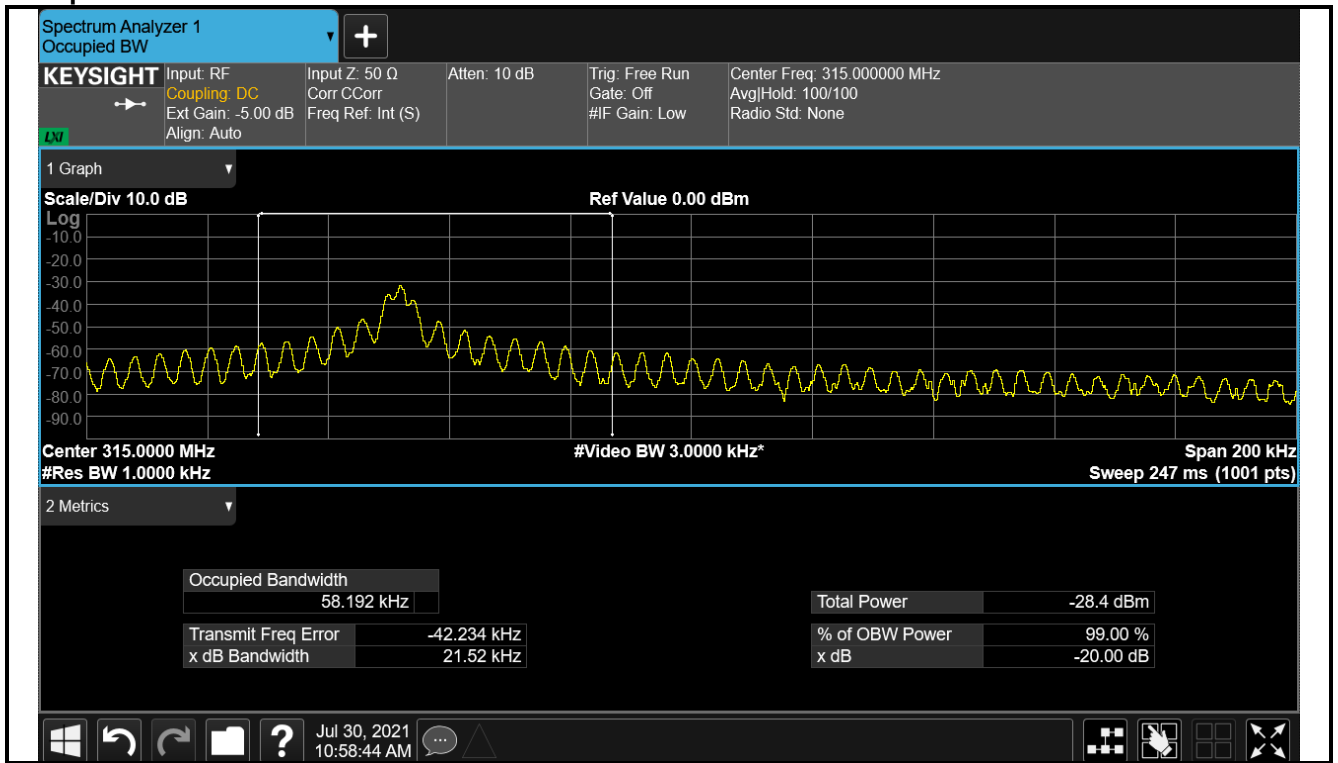 Spectrum Analyzer 1
Occupied BW
KEYSIGHT
LXI
Input: RF
Coupling: DC
Ext Gain: -5.00 dB
Align: Auto
Input Z: 50 Ω
Corr CCorr
Freq Ref: Int (S)
Atten: 10 dB
Trig: Free Run
Gate: Off
#IF Gain: Low
Center Freq: 315.000000 MHz
Avg|Hold: 100/100
Radio Std: None
1 Graph
Scale/Div 10.0 dB Ref Value 0.00 dBm
Log
-10.0
-20.0
-30.0
-40.0
-50.0
-60.0
-70.0
-80.0
-90.0
Center 315.0000 MHz #Video BW 3.0000 kHz* Span 200 kHz
#Res BW 1.0000 kHz Sweep 247 ms (1001 pts)
2 Metrics
Occupied Bandwidth
58.192 kHz
Total Power -28.4 dBm
Transmit Freq Error -42.234 kHz % of OBW Power 99.00 %
x dB Bandwidth 21.52 kHz x dB -20.00 dB
? Jul 30, 2021
10:58:44 AM